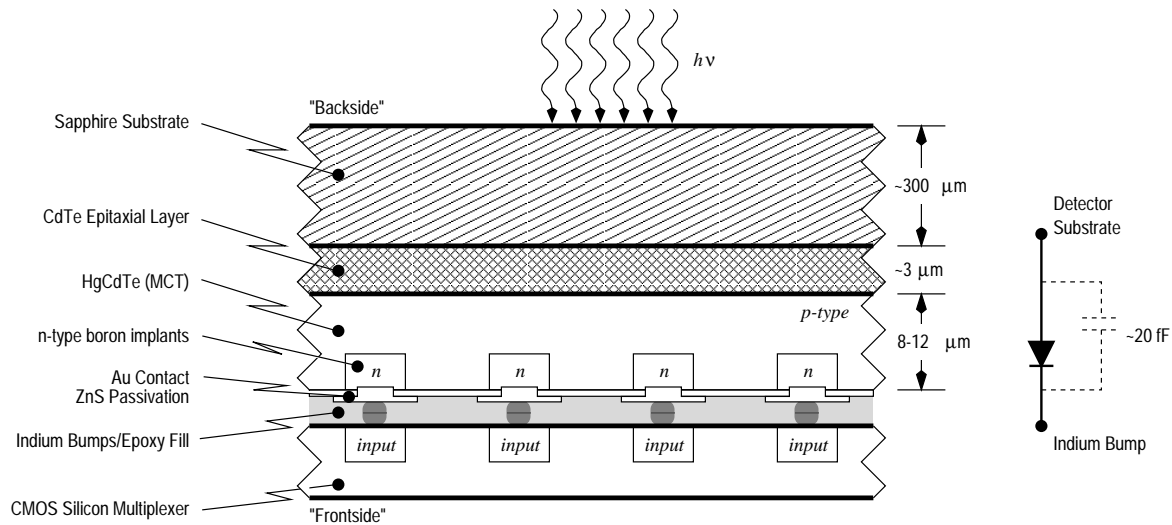 hν
"Backside"
Sapphire Substrate
~300 μm
CdTe Epitaxial Layer
~3 μm
HgCdTe (MCT)
p-type
8-12 μm
n-type boron implants
n
n
n
n
Au Contact
ZnS Passivation
Indium Bumps/Epoxy Fill
input
input
input
input
CMOS Silicon Multiplexer
"Frontside"
Detector
Substrate
~20 fF
Indium Bump